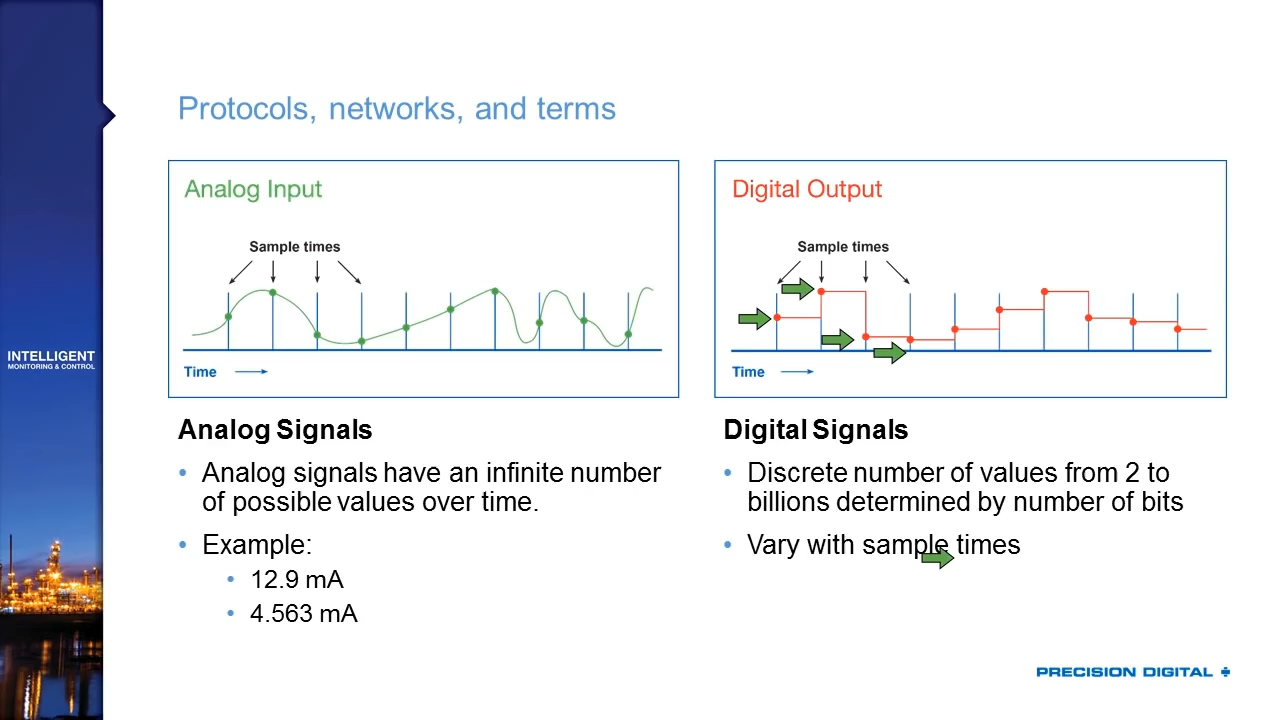 Protocols, networks, and terms
Analog Input
Sample times
Time
Digital Output
Sample times
Time
INTELLIGENT
MONITORING & CONTROL
Analog Signals
• Analog signals have an infinite number
of possible values over time.
• Example:
• 12.9 mA
• 4.563 mA
Digital Signals
• Discrete number of values from 2 to
billions determined by number of bits
• Vary with sample times
PRECISION DIGITAL